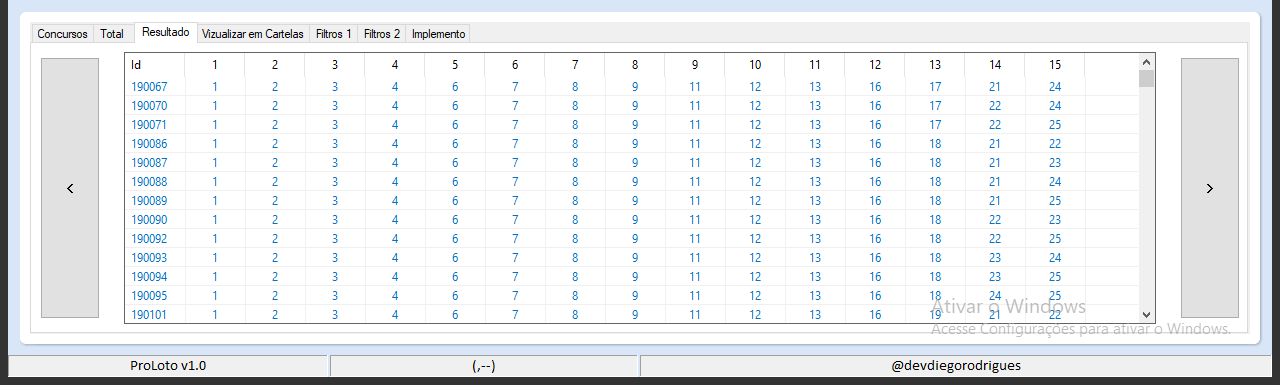 Concursos Total Resultado Vizualizar em Cartelas Filtros 1 Filtros 2 Implemento
Id 1 2 3 4 5 6 7 8 9 10 11 12 13 14 15
190067 1 2 3 4 6 7 8 9 11 12 13 16 17 21 24
190070 1 2 3 4 6 7 8 9 11 12 13 16 17 22 24
190071 1 2 3 4 6 7 8 9 11 12 13 16 17 22 25
190086 1 2 3 4 6 7 8 9 11 12 13 16 18 21 22
190087 1 2 3 4 6 7 8 9 11 12 13 16 18 21 23
190088 1 2 3 4 6 7 8 9 11 12 13 16 18 21 24
190089 1 2 3 4 6 7 8 9 11 12 13 16 18 21 25
190090 1 2 3 4 6 7 8 9 11 12 13 16 18 22 23
190092 1 2 3 4 6 7 8 9 11 12 13 16 18 22 25
190093 1 2 3 4 6 7 8 9 11 12 13 16 18 23 24
190094 1 2 3 4 6 7 8 9 11 12 13 16 18 23 25
190095 1 2 3 4 6 7 8 9 11 12 13 16 18 24 25
190101 1 2 3 4 6 7 8 9 11 12 13 16 19 21 22
< >
Ativar o Windows
Acesse Configurações para ativar o Windows.
ProLoto v1.0 (,--) @devdiegorodrigues